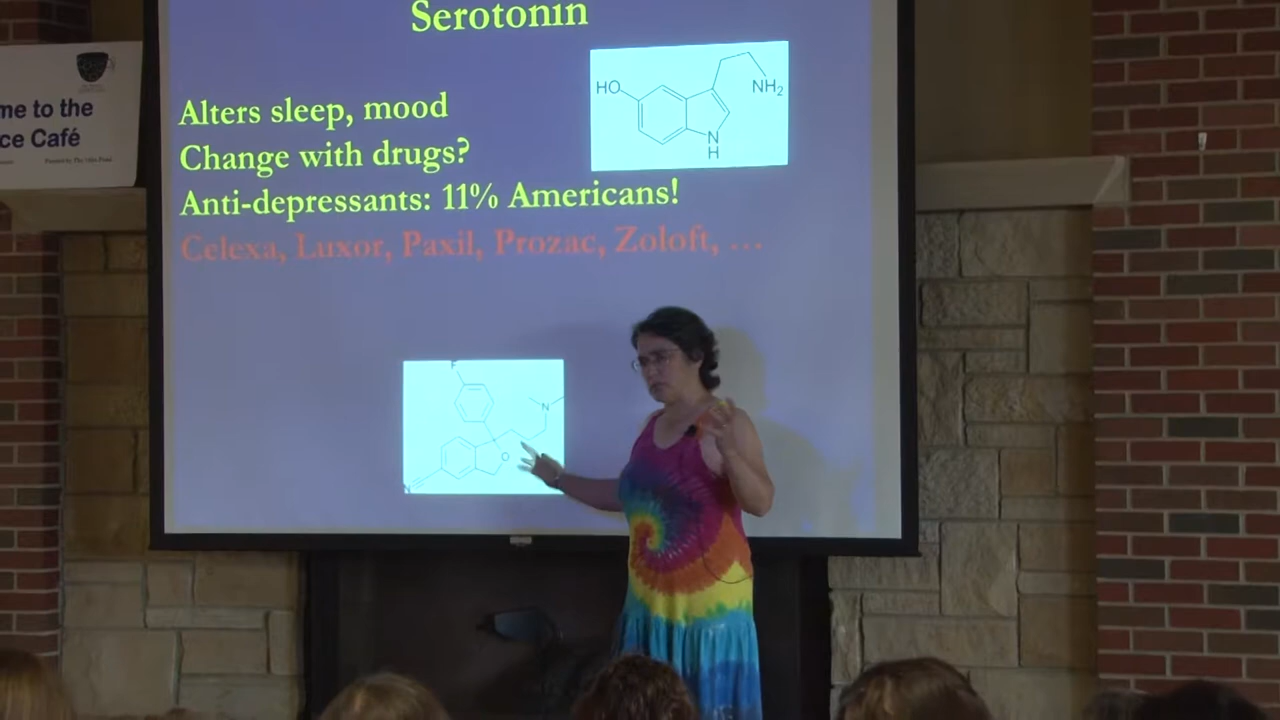 Serotonin
me to the
ce Café
Alters sleep, mood
Change with drugs?
Anti-depressants: 11% Americans!
Celexa, Luxor, Paxil, Prozac, Zoloft, …
HO
NH2
N
H
F
N
O
N